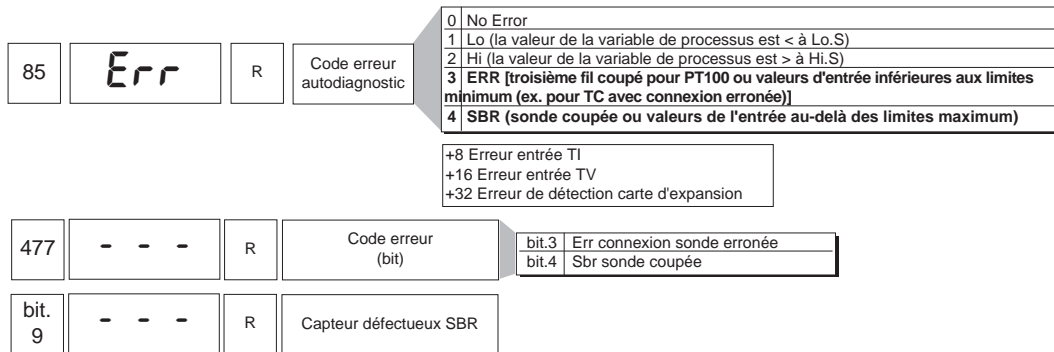 0 No Error
1 Lo (la valeur de la variable de processus est < à Lo.S)
2 Hi (la valeur de la variable de processus est > à Hi.S)
3 ERR [troisième fil coupé pour PT100 ou valeurs d'entrée inférieures aux limites
minimum (ex. pour TC avec connexion erronée)]
4 SBR (sonde coupée ou valeurs de l'entrée au-delà des limites maximum)
85 Err R Code erreur
autodiagnostic
+8 Erreur entrée TI
+16 Erreur entrée TV
+32 Erreur de détection carte d'expansion
477 - - - R Code erreur
(bit)
bit.3 Err connexion sonde erronée
bit.4 Sbr sonde coupée
bit.
9 - - - R Capteur défectueux SBR